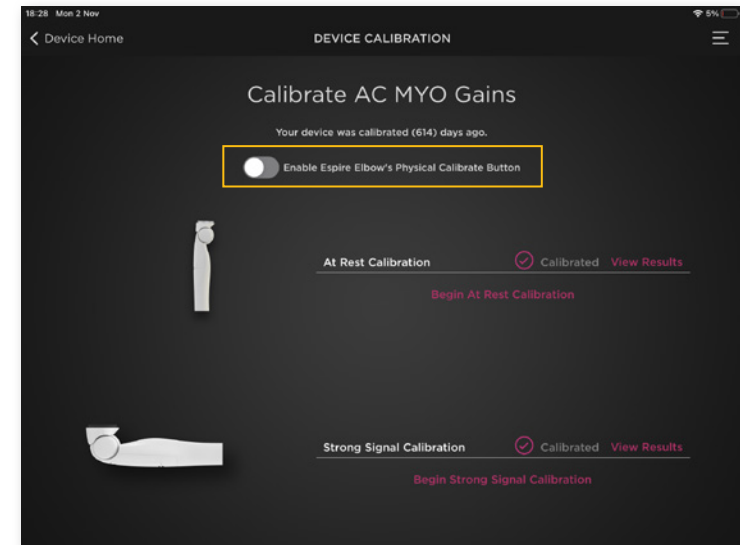 18:28 Mon 2 Nov 5%
Device Home DEVICE CALIBRATION
Calibrate AC MYO Gains
Your device was calibrated (614) days ago.
Enable Espire Elbow's Physical Calibrate Button
At Rest Calibration Calibrated View Results
Begin At Rest Calibration
Strong Signal Calibration Calibrated View Results
Begin Strong Signal Calibration